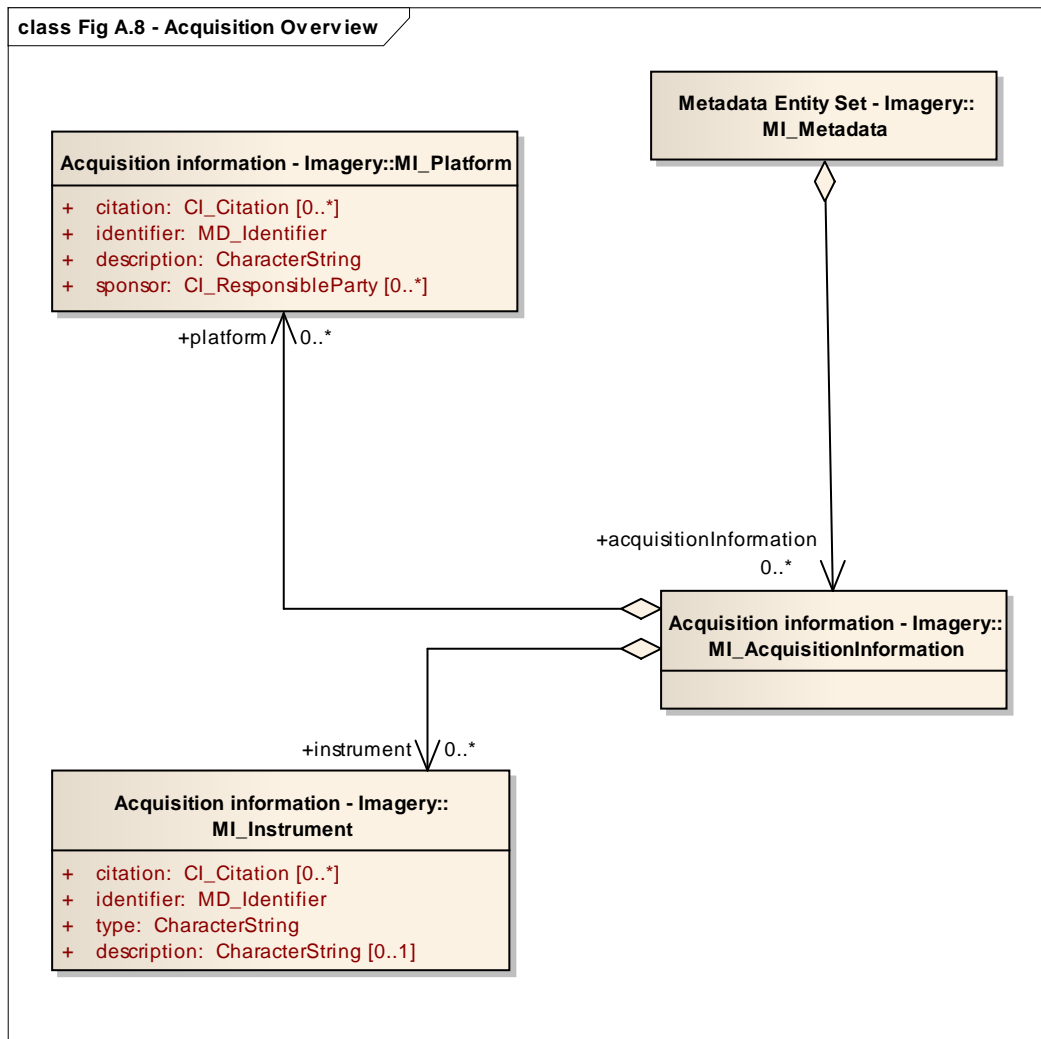 class Fig A.8 - Acquisition Overview
Metadata Entity Set - Imagery::
MI_Metadata
Acquisition information - Imagery::MI_Platform
+ citation: CI_Citation [0..*]
+ identifier: MD_Identifier
+ description: CharacterString
+ sponsor: CI_ResponsibleParty [0..*]
+platform 0..*
+acquisitionInformation
0..*
Acquisition information - Imagery::
MI_AcquisitionInformation
+instrument 0..*
Acquisition information - Imagery::
MI_Instrument
+ citation: CI_Citation [0..*]
+ identifier: MD_Identifier
+ type: CharacterString
+ description: CharacterString [0..1]